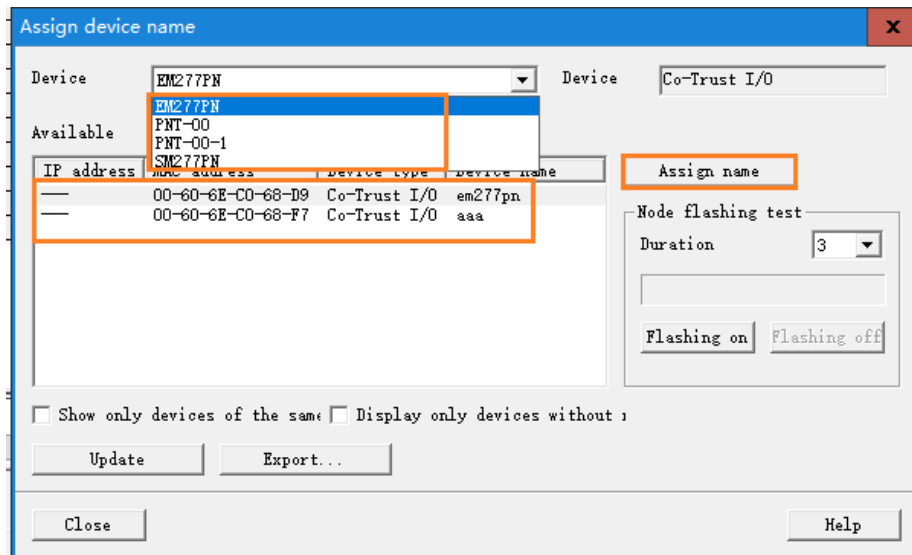 Assign device name
x
Device EM277PN Device Co-Trust I/O
EM277PN
PNT-00
PNT-00-1
SM277PN
Available
IP address MAC address Device type Device name
Assign name
— 00-60-6E-C0-68-D9 Co-Trust I/O em277pn
— 00-60-6E-C0-68-F7 Co-Trust I/O aaa
Node flashing test
Duration 3
Flashing on Flashing off
Show only devices of the same Display only devices without
Update Export...
Close Help